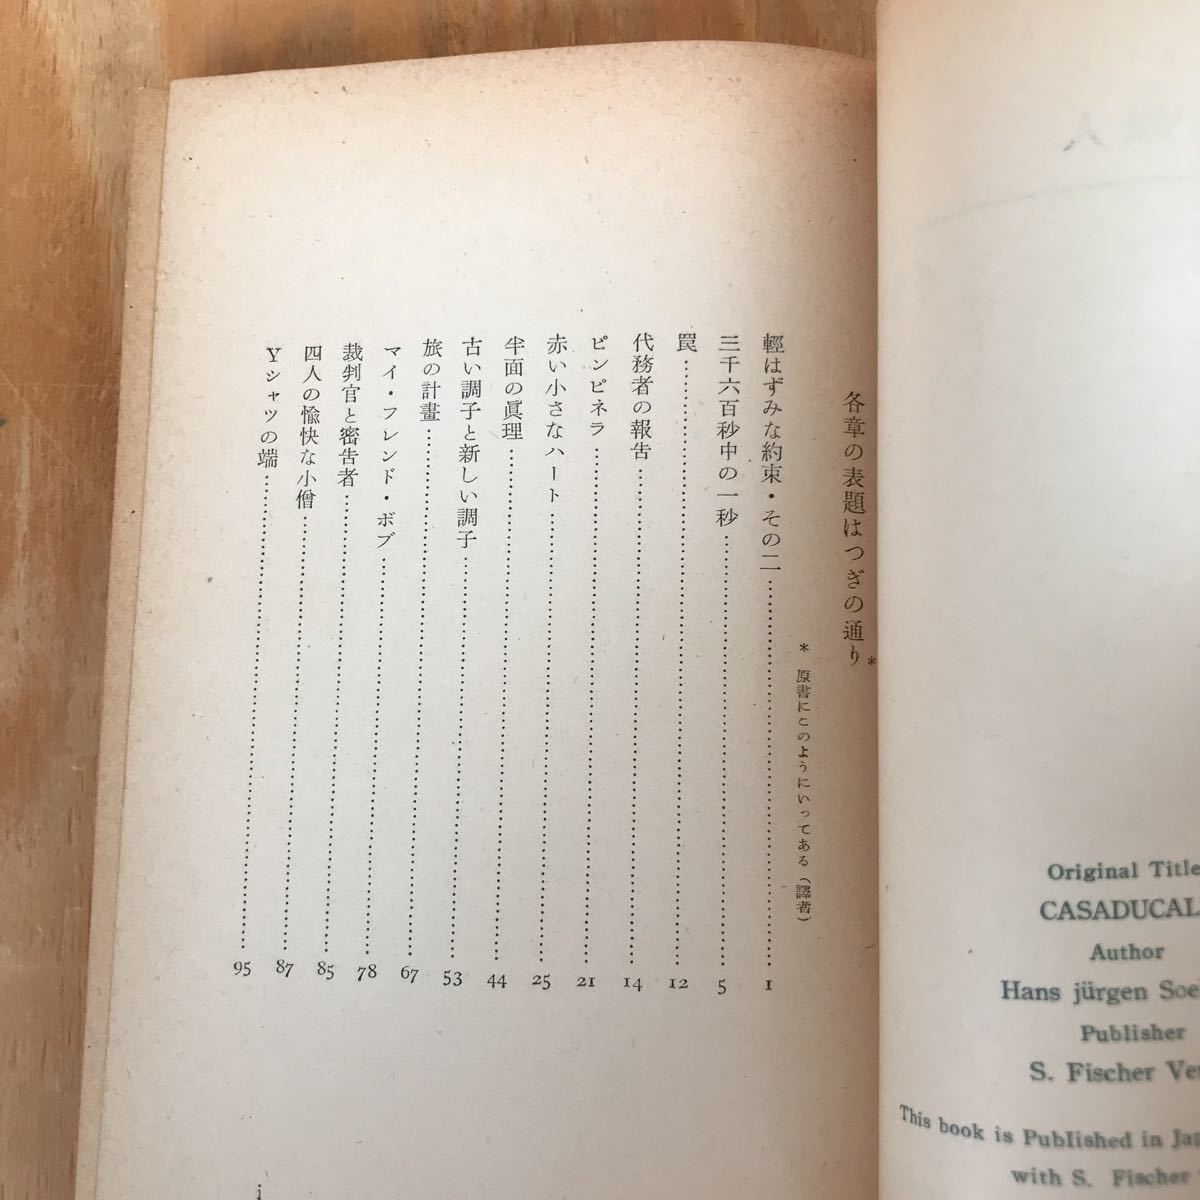 各章の表題はつぎの通り*
* 原書にこのようにいってある（譯者）
輕はずみな約束・その二 1
三千六百秒中の一秒 5
罠 12
代務者の報告 14
ピンピネラ 21
赤い小さなハート 25
半面の眞理 44
古い調子と新しい調子 53
旅の計畫 67
マイ・フレンド・ボブ 78
裁判官と密告者 85
四人の愉快な小僧 87
Yシャツの端 95
i
Original Title
Author
Hans jürgen
Publisher
S. Fischer
This book is Published in
with S. Fischer